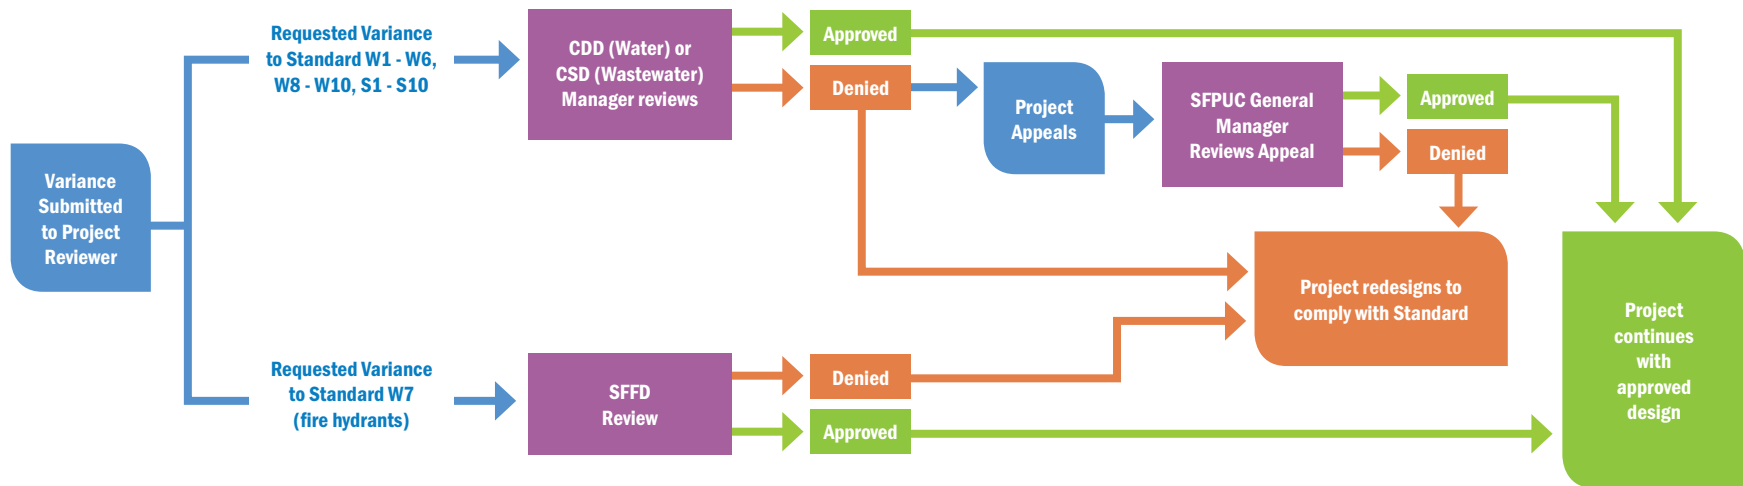 Variance
Submitted
to Project
Reviewer
Requested Variance
to Standard W1 - W6,
W8 - W10, S1 - S10
CDD (Water) or
CSD (Wastewater)
Manager reviews
Approved
Denied
Project
Appeals
SFPUC General
Manager
Reviews Appeal
Approved
Denied
Project redesigns to
comply with Standard
Project
continues
with
approved
design
Requested Variance
to Standard W7
(fire hydrants)
SFFD
Review
Denied
Approved